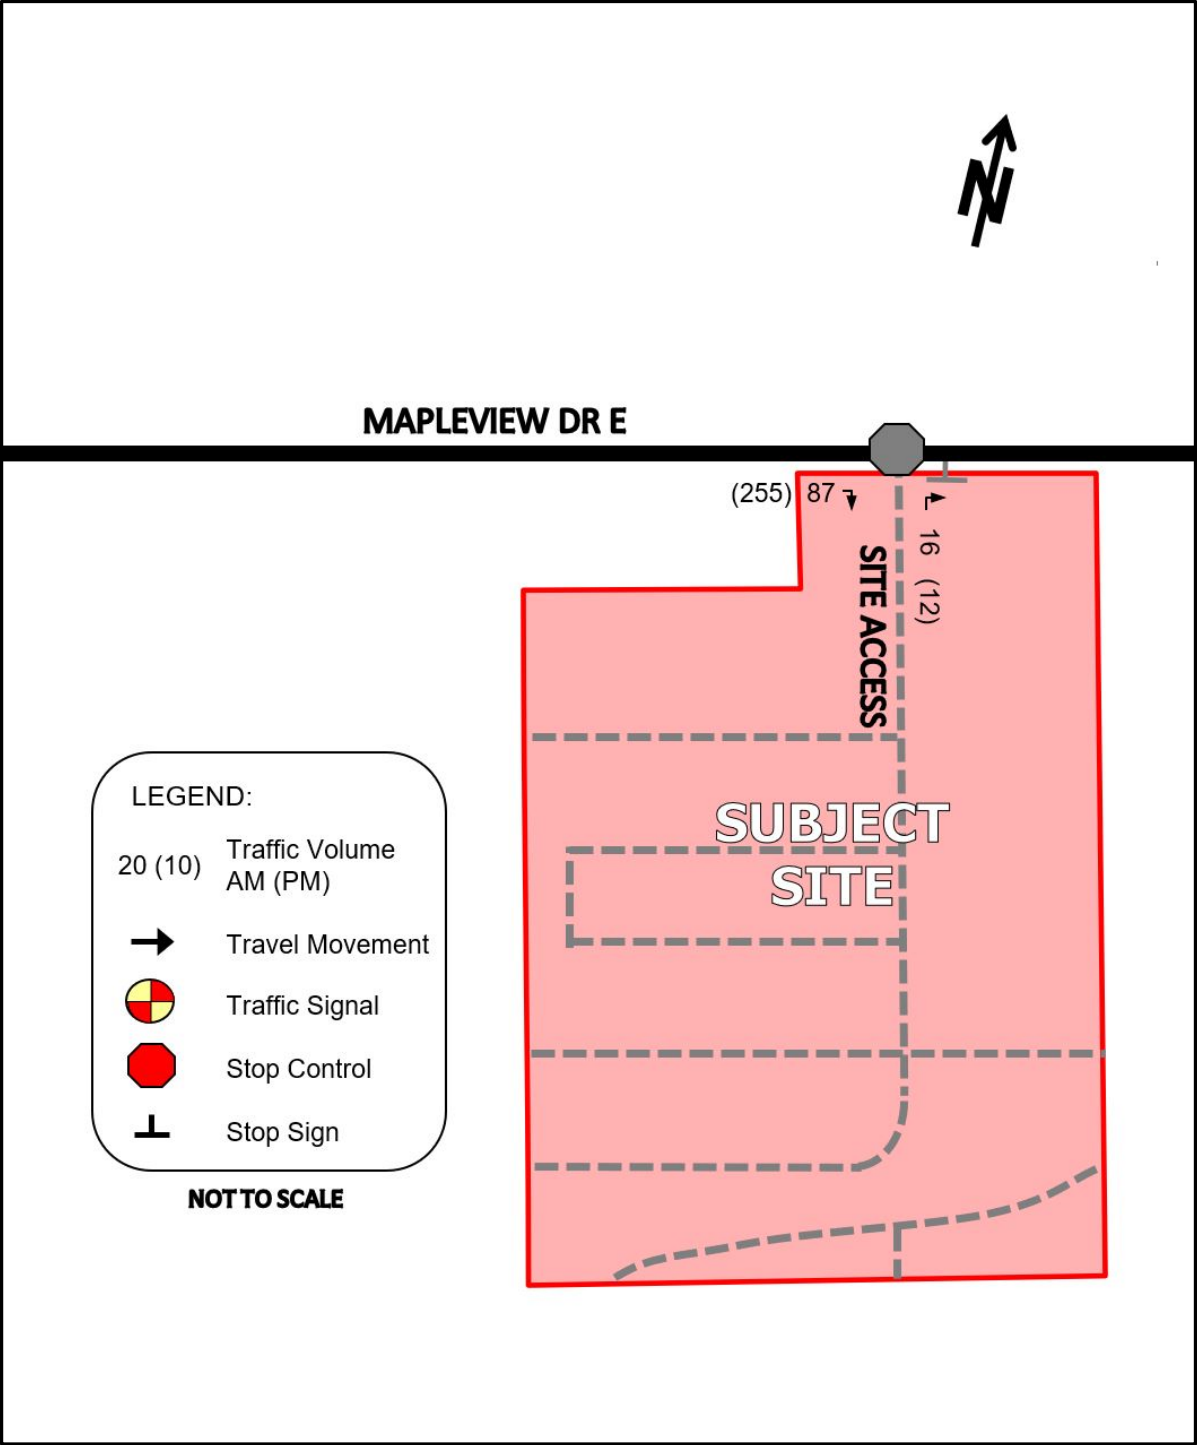 N
MAPLEVIEW DR E
(255) 87
16 (12)
SITE ACCESS
SUBJECT
SITE
LEGEND:
20 (10)
Traffic Volume
AM (PM)
Travel Movement
Traffic Signal
Stop Control
Stop Sign
NOT TO SCALE